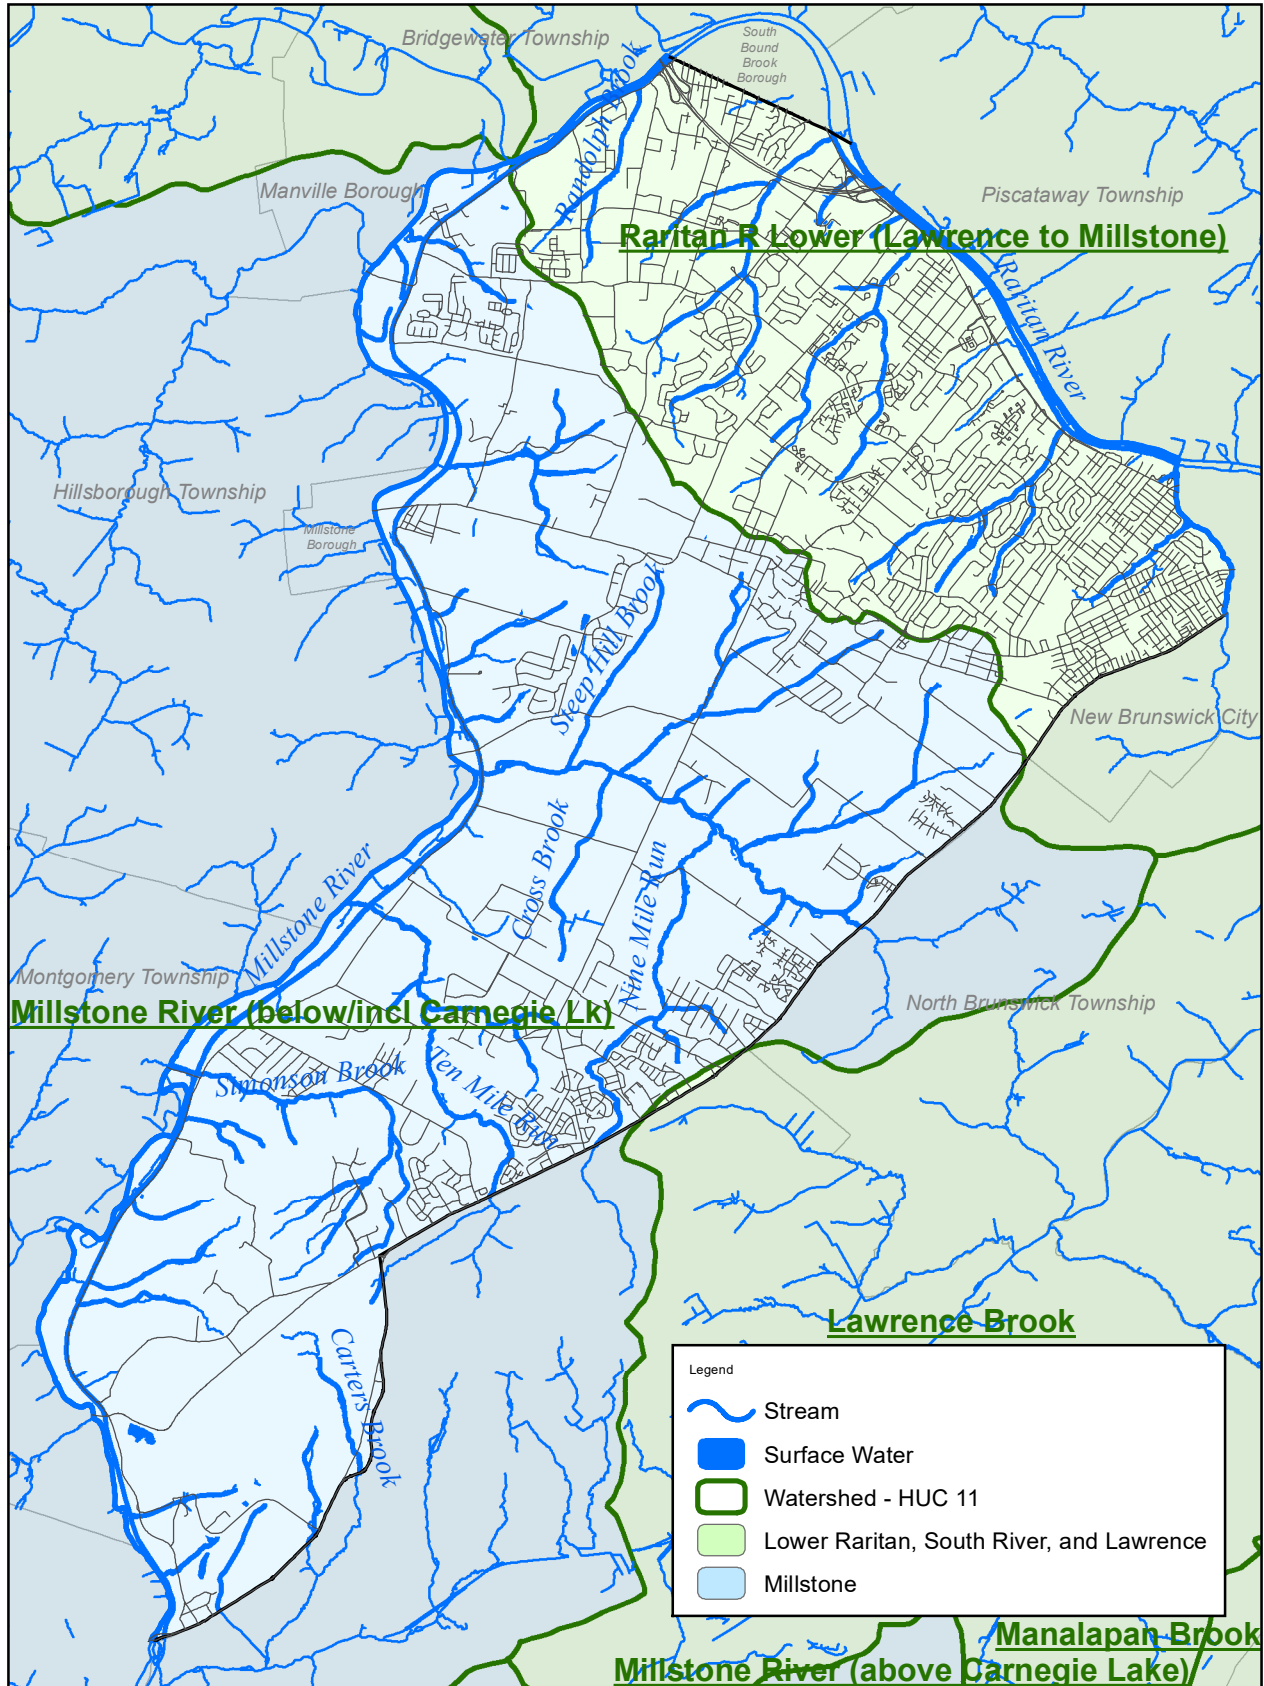 Bridgewater Township
South
Bound
Brook
Borough
Randolph Brook
Manville Borough
Piscataway Township
Raritan R Lower (Lawrence to Millstone)
Raritan River
Hillsborough Township
Millstone
Borough
Steep Hill Brook
New Brunswick City
Cross Brook
Nine Mile Run
Millstone River
Montgomery Township
North Brunswick Township
Millstone River (below/incl Carnegie Lk)
Simonson Brook
Ten Mile Run
Lawrence Brook
Carters Brook
Legend
Stream
Surface Water
Watershed - HUC 11
Lower Raritan, South River, and Lawrence
Millstone
Manalapan Brook
Millstone River (above Carnegie Lake)